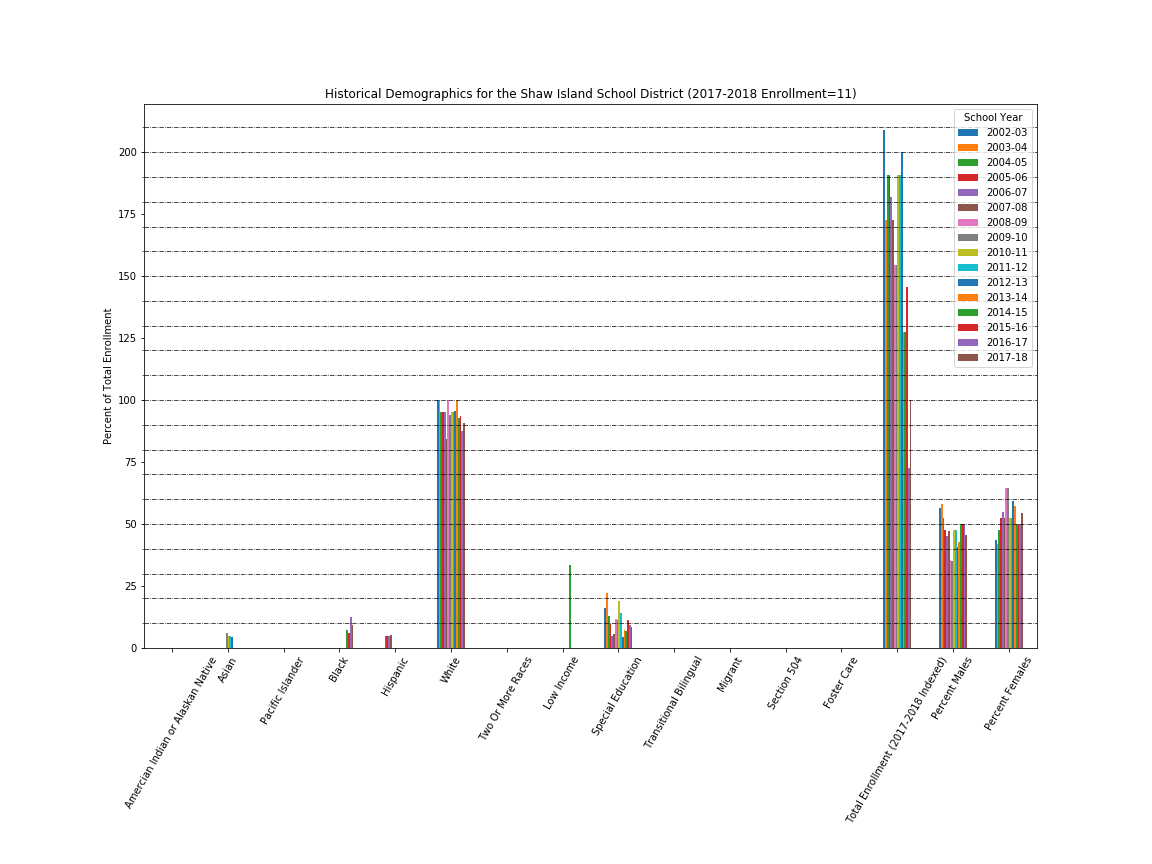 Historical Demographics for the Shaw Island School District (2017-2018 Enrollment=11)
School Year
2002-03
2003-04
2004-05
2005-06
2006-07
2007-08
2008-09
2009-10
2010-11
2011-12
2012-13
2013-14
2014-15
2015-16
2016-17
2017-18
Percent of Total Enrollment
200
175
150
125
100
75
50
25
0
Amercian Indian or Alaskan Native
Asian
Pacific Islander
Black
Hispanic
White
Two Or More Races
Low Income
Special Education
Transitional Bilingual
Migrant
Section 504
Foster Care
Total Enrollment (2017-2018 Indexed)
Percent Males
Percent Females